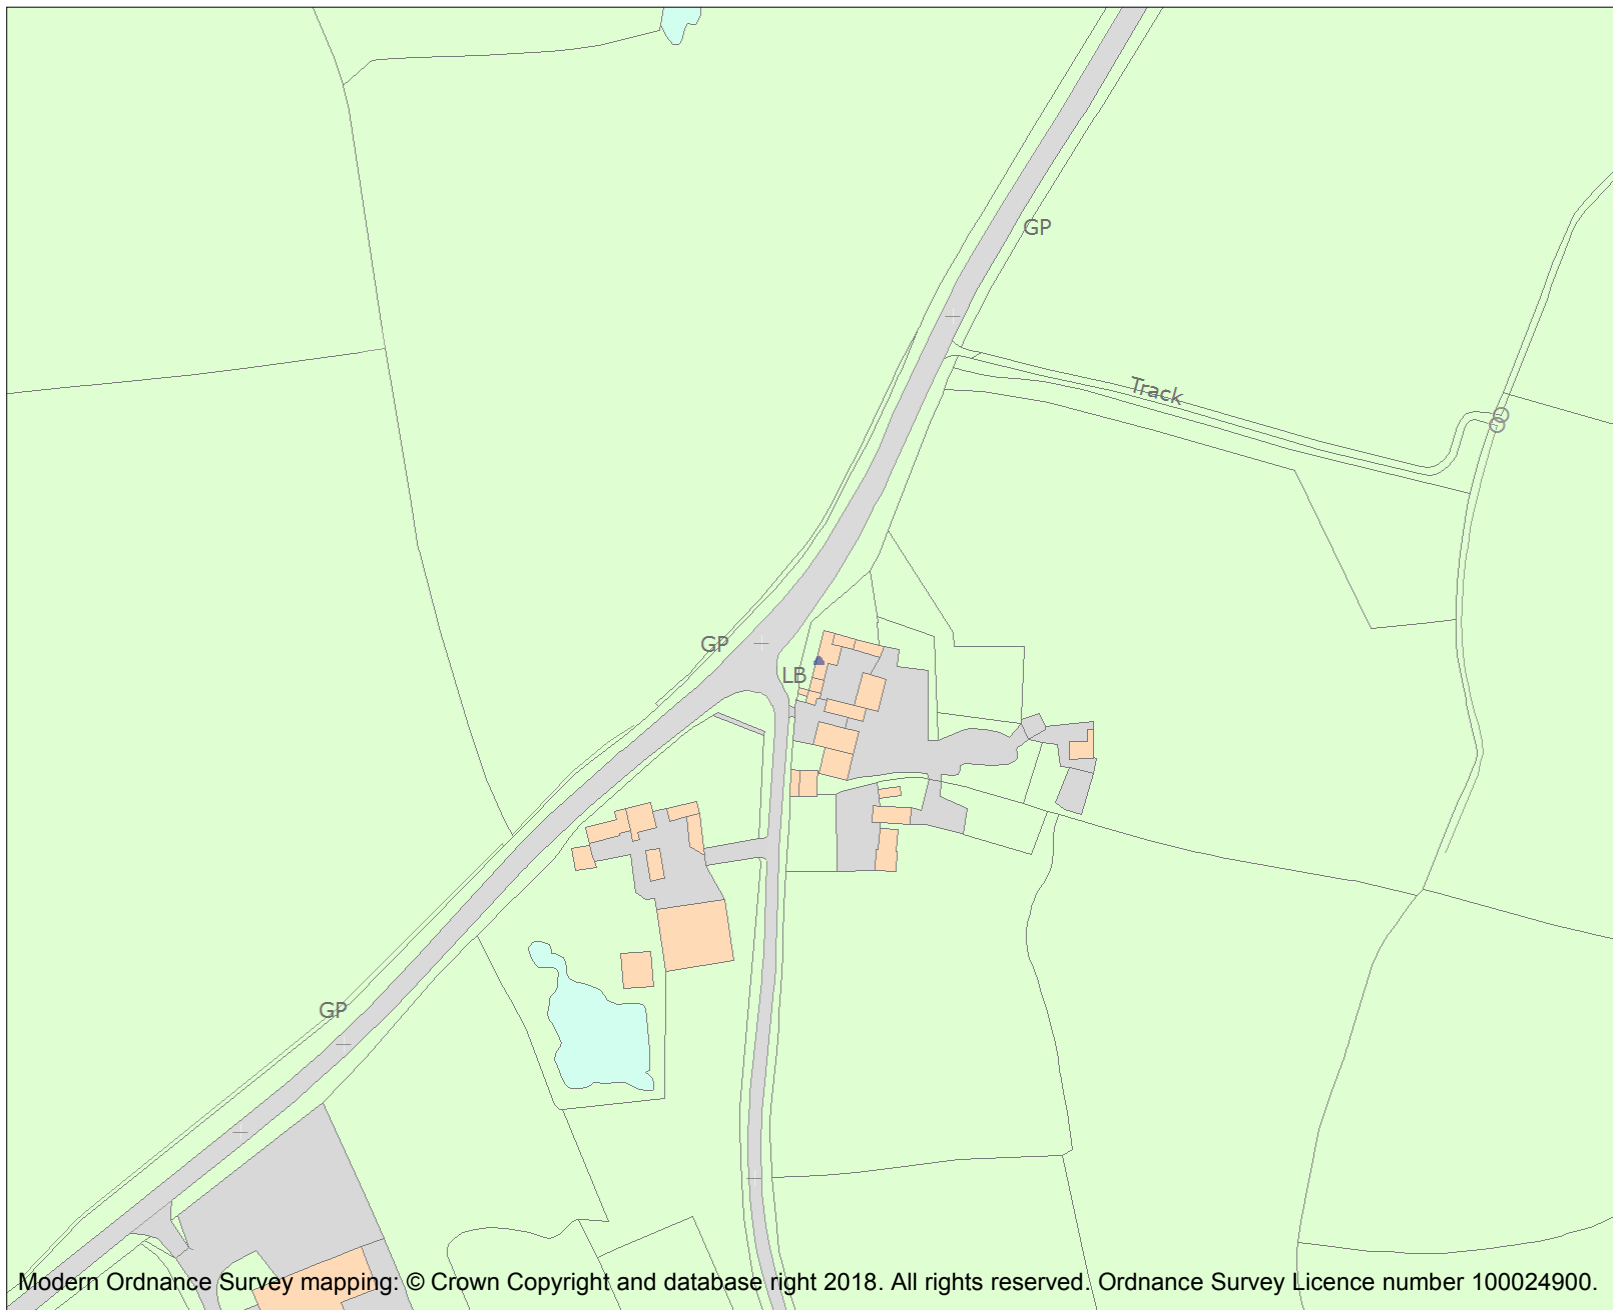 GP
Track
GP
LB
GP
Modern Ordnance Survey mapping: © Crown Copyright and database right 2018. All rights reserved. Ordnance Survey Licence number 100024900.